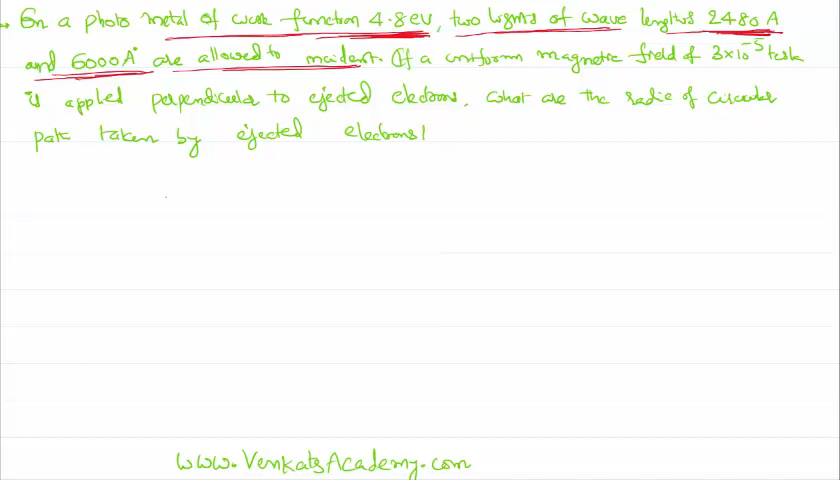 On a photo metal of work function 4.8ev, two lights of wave lengths 2480 A
and 6000A° are allowed to incident. If a uniform magnetic field of 3×10⁻⁵ tesla
is applied perpendicular to ejected electrons, what are the radie of circular
path taken by ejected electrons!
www.VenkatsAcademy.com